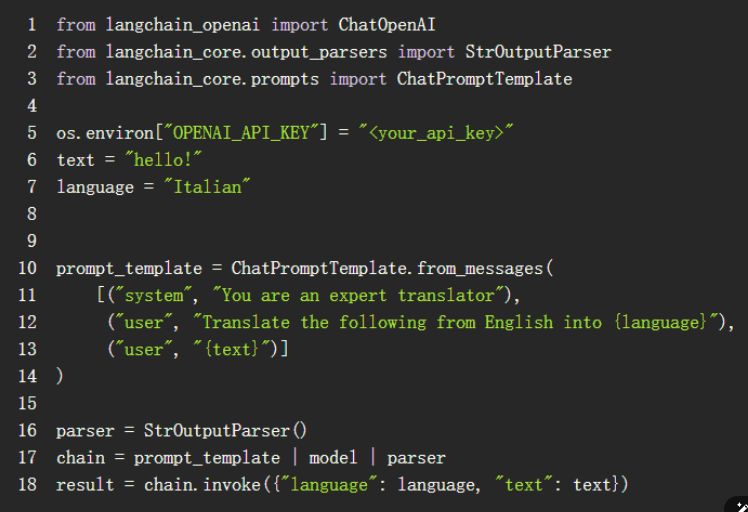 1 from langchain_openai import ChatOpenAI
2 from langchain_core.output_parsers import StrOutputParser
3 from langchain_core.prompts import ChatPromptTemplate
4
5 os.environ["OPENAI_API_KEY"] = "<your_api_key>"
6 text = "hello!"
7 language = "Italian"
8
9
10 prompt_template = ChatPromptTemplate.from_messages(
11     [("system", "You are an expert translator"),
12      ("user", "Translate the following from English into {language}"),
13      ("user", "{text}")]
14 )
15
16 parser = StrOutputParser()
17 chain = prompt_template | model | parser
18 result = chain.invoke({"language": language, "text": text})